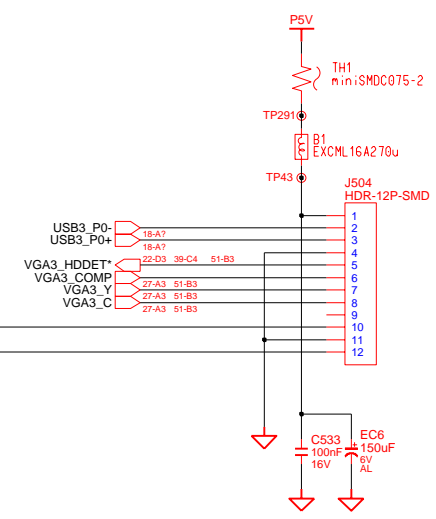 P5V
TH1
miniSMDC075-2
TP291
B1
EXCML16A270u
TP43
J504
HDR-12P-SMD
1
USB3_P0- 18-A? 2
USB3_P0+ 18-A? 3
4
VGA3_HDDET* 22-D3 39-C4 51-B3 5
VGA3_COMP 27-A3 51-B3 6
VGA3_Y 27-A3 51-B3 7
VGA3_C 27-A3 51-B3 8
9
10
11
12
C533
100nF
16V
EC6
+
150uF
6V
AL